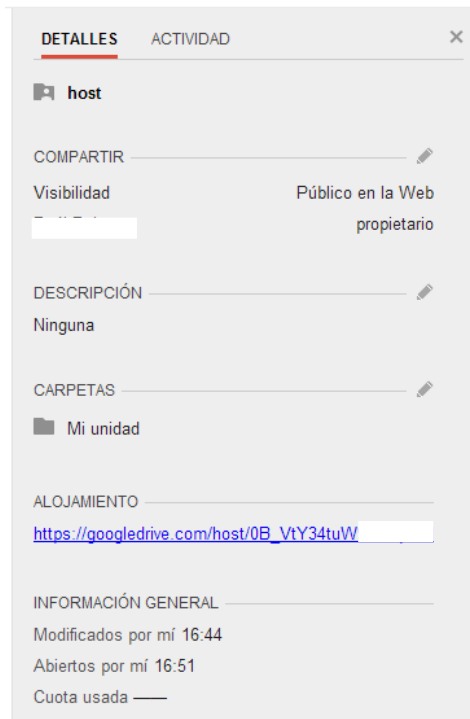 DETALLES ACTIVIDAD ×
host
COMPARTIR
Visibilidad Público en la Web
propietario
DESCRIPCIÓN
Ninguna
CARPETAS
Mi unidad
ALOJAMIENTO
https://googledrive.com/host/0B_VtY34tuW
INFORMACIÓN GENERAL
Modificados por mí 16:44
Abiertos por mí 16:51
Cuota usada ——